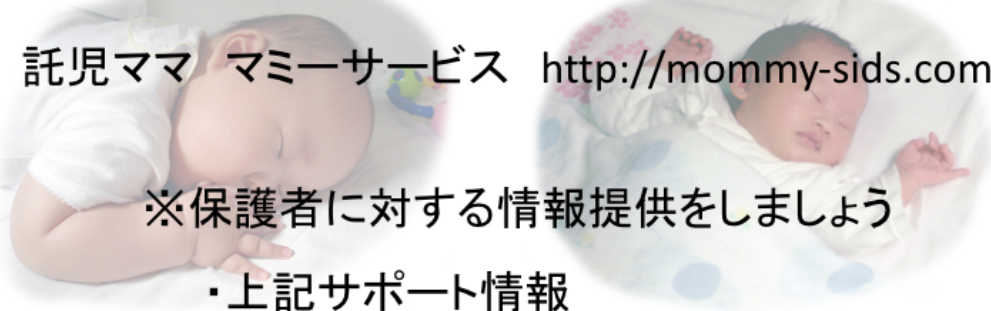 託児ママ　マミーサービス　http://mommy-sids.com
※保護者に対する情報提供をしましょう
・上記サポート情報